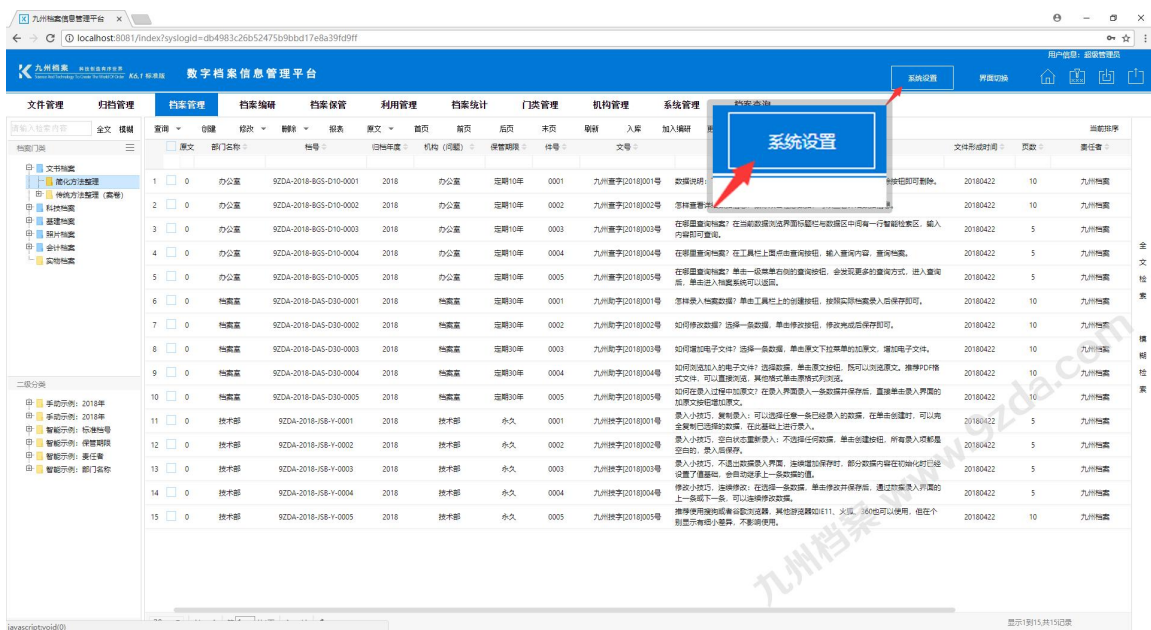 九州档案信息管理平台
localhost:8081/index?syslogid=db4983c26b52475b9bbd17e8a39fd9ff
用户信息：超级管理员
九州档案 K6.1 标准版 数字档案信息管理平台 系统设置 界面切换
文件管理 归档管理 档案管理 档案编研 档案保管 利用管理 档案统计 门类管理 机构管理 系统管理 档案查询
请输入检索内容 全文 模糊 查询 创建 修改 删除 报表 原文 首页 前页 后页 末页 刷新 入库 加入编研 当前排序
系统设置
档案门类 原文 部门名称 档号 归档年度 机构（问题） 保管期限 件号 文号 文件形成时间 页数 责任者
文书档案
简化方法整理
传统方法整理（案卷）
科技档案
基建档案
照片档案
会计档案
实物档案
二级分类
手动示例：2018年
手动示例：2018年
智能示例：标准档号
智能示例：保管期限
智能示例：责任者
智能示例：部门名称
1 0 办公室 9ZDA-2018-BGS-D10-0001 2018 办公室 定期10年 0001 九州查字[2018]001号 数据说明： 按钮即可删除。 20180422 10 九州档案
2 0 办公室 9ZDA-2018-BGS-D10-0002 2018 办公室 定期10年 0002 九州查字[2018]002号 怎样查看 20180422 10 九州档案
3 0 办公室 9ZDA-2018-BGS-D10-0003 2018 办公室 定期10年 0003 九州查字[2018]003号 在哪里查询档案？在当前数据浏览界面标题栏与数据区中间有一行智能检索区，输入内容即可查询。 20180422 5 九州档案
4 0 办公室 9ZDA-2018-BGS-D10-0004 2018 办公室 定期10年 0004 九州查字[2018]004号 在哪里查询档案？在工具栏上面点击查询按钮，输入查询内容，查询档案。 20180422 5 九州档案
5 0 办公室 9ZDA-2018-BGS-D10-0005 2018 办公室 定期10年 0005 九州查字[2018]005号 在哪里查询档案？单击一级菜单右侧的查询按钮，会发现更多的查询方式，进入查询后，单击进入档案系统可以返回。 20180422 5 九州档案
6 0 档案室 9ZDA-2018-DAS-D30-0001 2018 档案室 定期30年 0001 九州助字[2018]001号 怎样录入档案数据？单击工具栏上的创建按钮，按照实际档案录入后保存即可。 20180422 10 九州档案
7 0 档案室 9ZDA-2018-DAS-D30-0002 2018 档案室 定期30年 0002 九州助字[2018]002号 如何修改数据？选择一条数据，单击修改按钮，修改完成后保存即可。 20180422 10 九州档案
8 0 档案室 9ZDA-2018-DAS-D30-0003 2018 档案室 定期30年 0003 九州助字[2018]003号 如何增加电子文件？选择一条数据，单击原文下拉菜单的加原文，增加电子文件。 20180422 10 九州档案
9 0 档案室 9ZDA-2018-DAS-D30-0004 2018 档案室 定期30年 0004 九州助字[2018]004号 如何浏览加入的电子文件？选择数据，单击原文按钮，既可以浏览原文。推荐PDF格式文件，可以直接浏览，其他格式单击原格式列浏览。 20180422 10 九州档案
10 0 档案室 9ZDA-2018-DAS-D30-0005 2018 档案室 定期30年 0005 九州助字[2018]005号 如何在录入过程中加原文？在录入界面录入一条数据并保存后，直接单击录入界面的加原文按钮增加原文。 20180422 10 九州档案
11 0 技术部 9ZDA-2018-JSB-Y-0001 2018 技术部 永久 0001 九州技字[2018]001号 录入小技巧，复制录入：可以选择任意一条已经录入的数据，在单击创建时，可以完全复制已选择的数据，在此基础上进行录入。 20180422 5 九州档案
12 0 技术部 9ZDA-2018-JSB-Y-0002 2018 技术部 永久 0002 九州技字[2018]002号 录入小技巧，空白状态重新录入：不选择任何数据，单击创建按钮，所有录入项都是空白的，录入后保存。 20180422 5 九州档案
13 0 技术部 9ZDA-2018-JSB-Y-0003 2018 技术部 永久 0003 九州技字[2018]003号 录入小技巧，不退出数据录入界面，连续增加保存时，部分数据内容在初始化时已经设置了值基础，会自动继承上一条数据的值。 20180422 5 九州档案
14 0 技术部 9ZDA-2018-JSB-Y-0004 2018 技术部 永久 0004 九州技字[2018]004号 修改小技巧，连续修改：在选择一条数据，单击修改并保存后，通过数据录入界面的上一条或下一条，可以连续修改数据。 20180422 5 九州档案
15 0 技术部 9ZDA-2018-JSB-Y-0005 2018 技术部 永久 0005 九州技字[2018]005号 推荐使用搜狗或者谷歌浏览器，其他游览器如IE11，火狐，360也可以使用，但在个别显示有细小差异，不影响使用。 20180422 10 九州档案
全文检索
模糊检索
九州档案 www.9zda.com
显示1到15,共15记录
javascript:void(0)